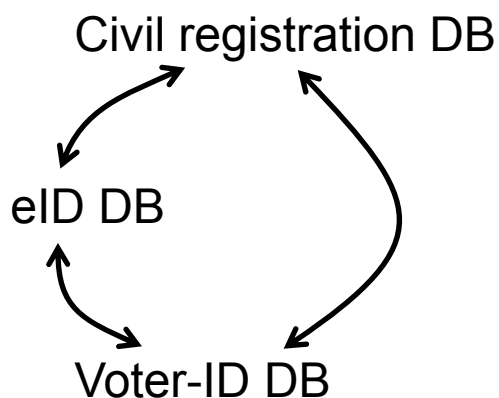 Civil registration DB
eID DB
Voter-ID DB